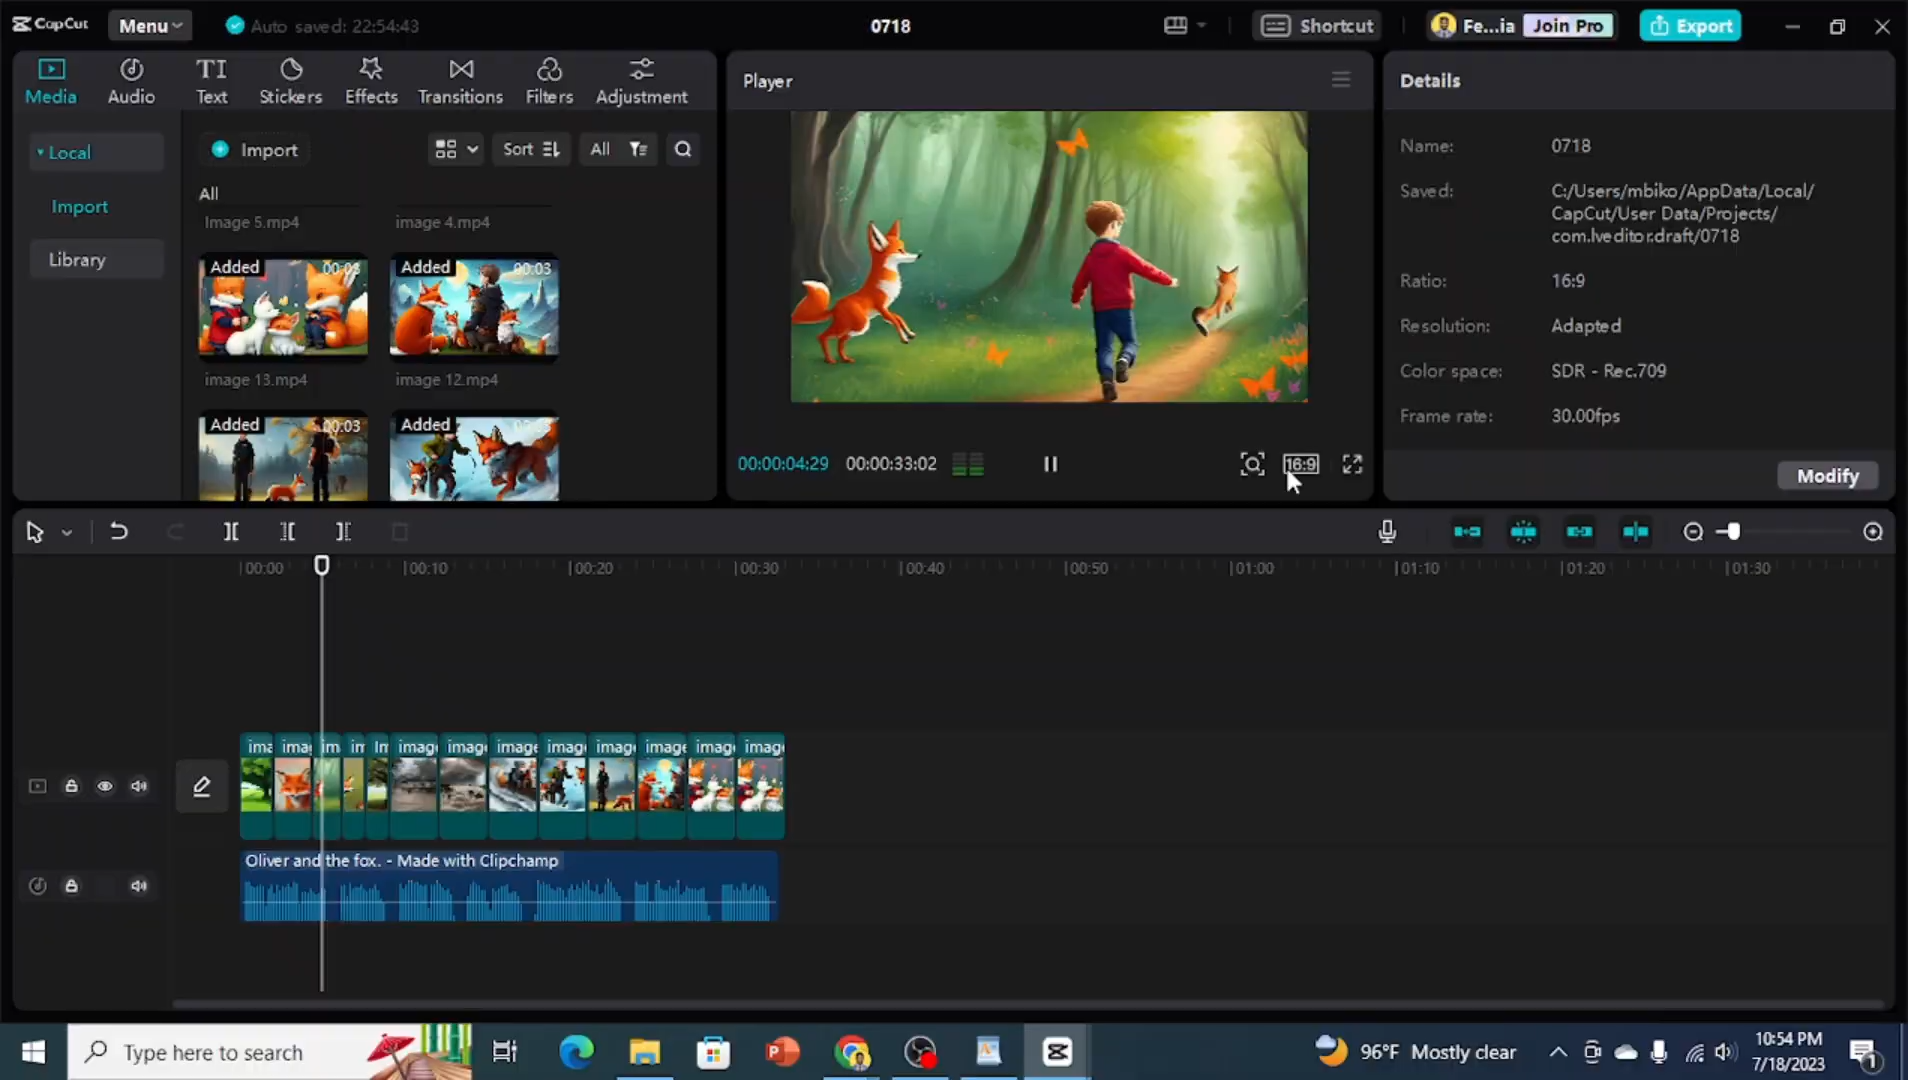 CapCut
Menu
Auto saved: 22:54:43
0718
Shortcut
Fe...ia
Join Pro
Export
Media
Audio
TI
Text
Stickers
Effects
Transitions
Filters
Adjustment
Player
Details
Local
Import
Sort
All
Import
Library
All
Image 5.mp4
image 4.mp4
Added
00:03
Added
00:03
image 13.mp4
image 12.mp4
Added
00:03
Added
Name:
0718
Saved:
C:/Users/mbiko/AppData/Local/
CapCut/User Data/Projects/
com.lveditor.draft/0718
Ratio:
16:9
Resolution:
Adapted
Color space:
SDR - Rec.709
Frame rate:
30.00fps
Modify
00:00:04:29
00:00:33:02
16:9
00:00
00:10
00:20
00:30
00:40
00:50
01:00
01:10
01:20
01:30
Oliver and the fox. - Made with Clipchamp
Type here to search
96°F Mostly clear
10:54 PM
7/18/2023
1